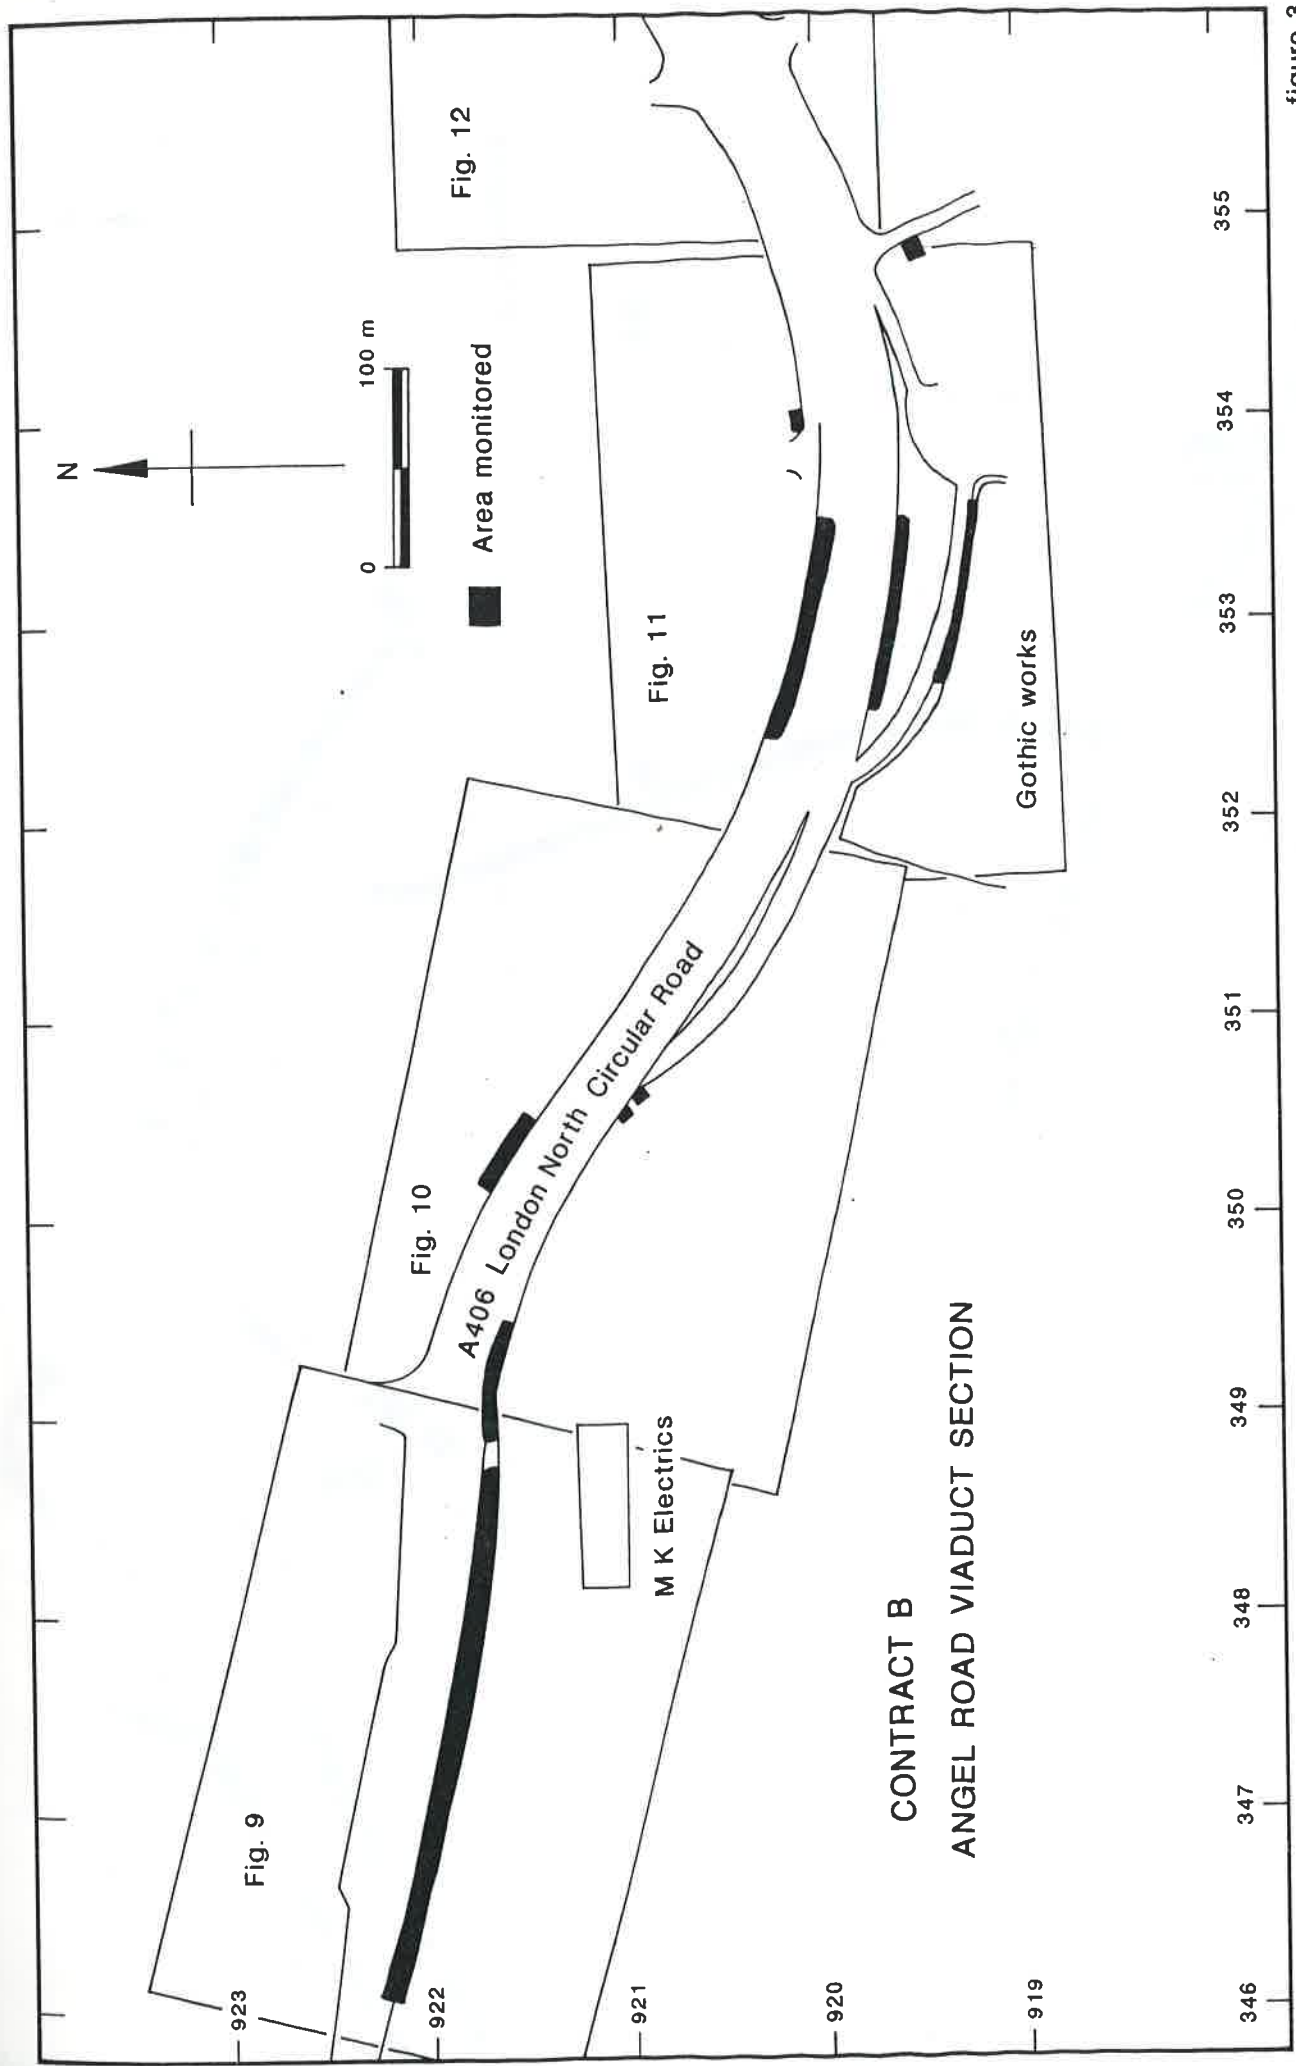 N
0 100 m
Area monitored
Fig. 9
Fig. 10
Fig. 11
Fig. 12
A406 London North Circular Road
M K Electrics
Gothic works
CONTRACT B
ANGEL ROAD VIADUCT SECTION
923
922
921
920
919
346 347 348 349 350 351 352 353 354 355
figure 3